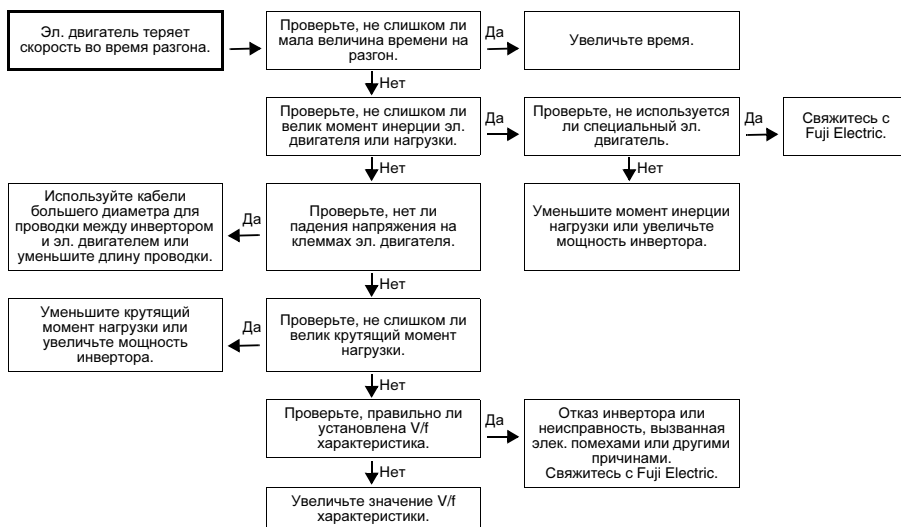 Эл. двигатель теряет
скорость во время разгона.
Проверьте, не слишком ли
мала величина времени на
разгон.
Да
Увеличьте время.
Нет
Проверьте, не слишком ли
велик момент инерции эл.
двигателя или нагрузки.
Да
Проверьте, не используется
ли специальный эл.
двигатель.
Да
Свяжитесь с
Fuji Electric.
Нет
Нет
Используйте кабели
большего диаметра для
проводки между инвертором
и эл. двигателем или
уменьшите длину проводки.
Да
Проверьте, нет ли
падения напряжения на
клеммах эл. двигателя.
Уменьшите момент инерции
нагрузки или увеличьте
мощность инвертора.
Нет
Уменьшите крутящий
момент нагрузки или
увеличьте мощность
инвертора.
Да
Проверьте, не слишком ли
велик крутящий момент
нагрузки.
Нет
Проверьте, правильно ли
установлена V/f
характеристика.
Да
Отказ инвертора или
неисправность, вызванная
элек. помехами или другими
причинами.
Свяжитесь с Fuji Electric.
Нет
Увеличьте значение V/f
характеристики.